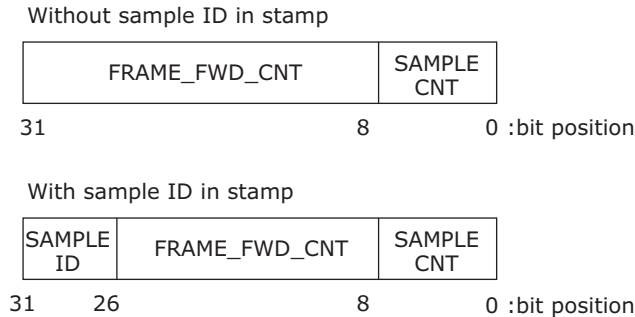 Without sample ID in stamp
FRAME_FWD_CNT
SAMPLE
CNT
31 8 0 :bit position
With sample ID in stamp
SAMPLE
ID
FRAME_FWD_CNT
SAMPLE
CNT
31 26 8 0 :bit position